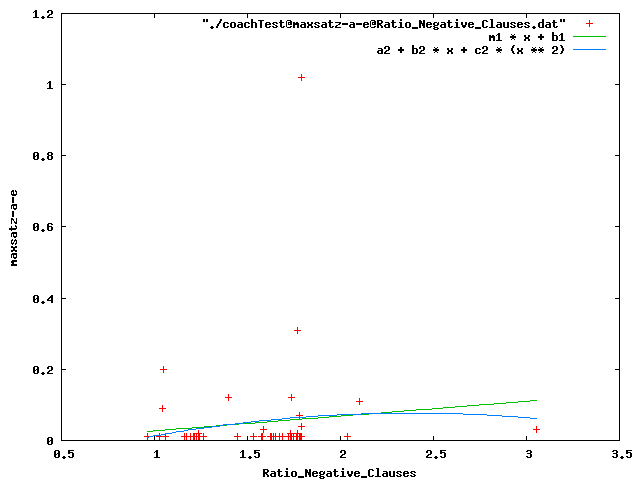 "./coachTest@maxsatz-a-e@Ratio_Negative_Clauses.dat"
m1 * x + b1
a2 + b2 * x + c2 * (x ** 2)
1.2
1
0.8
0.6
0.4
0.2
0
maxsatz-a-e
0.5
1
1.5
2
2.5
3
3.5
Ratio_Negative_Clauses